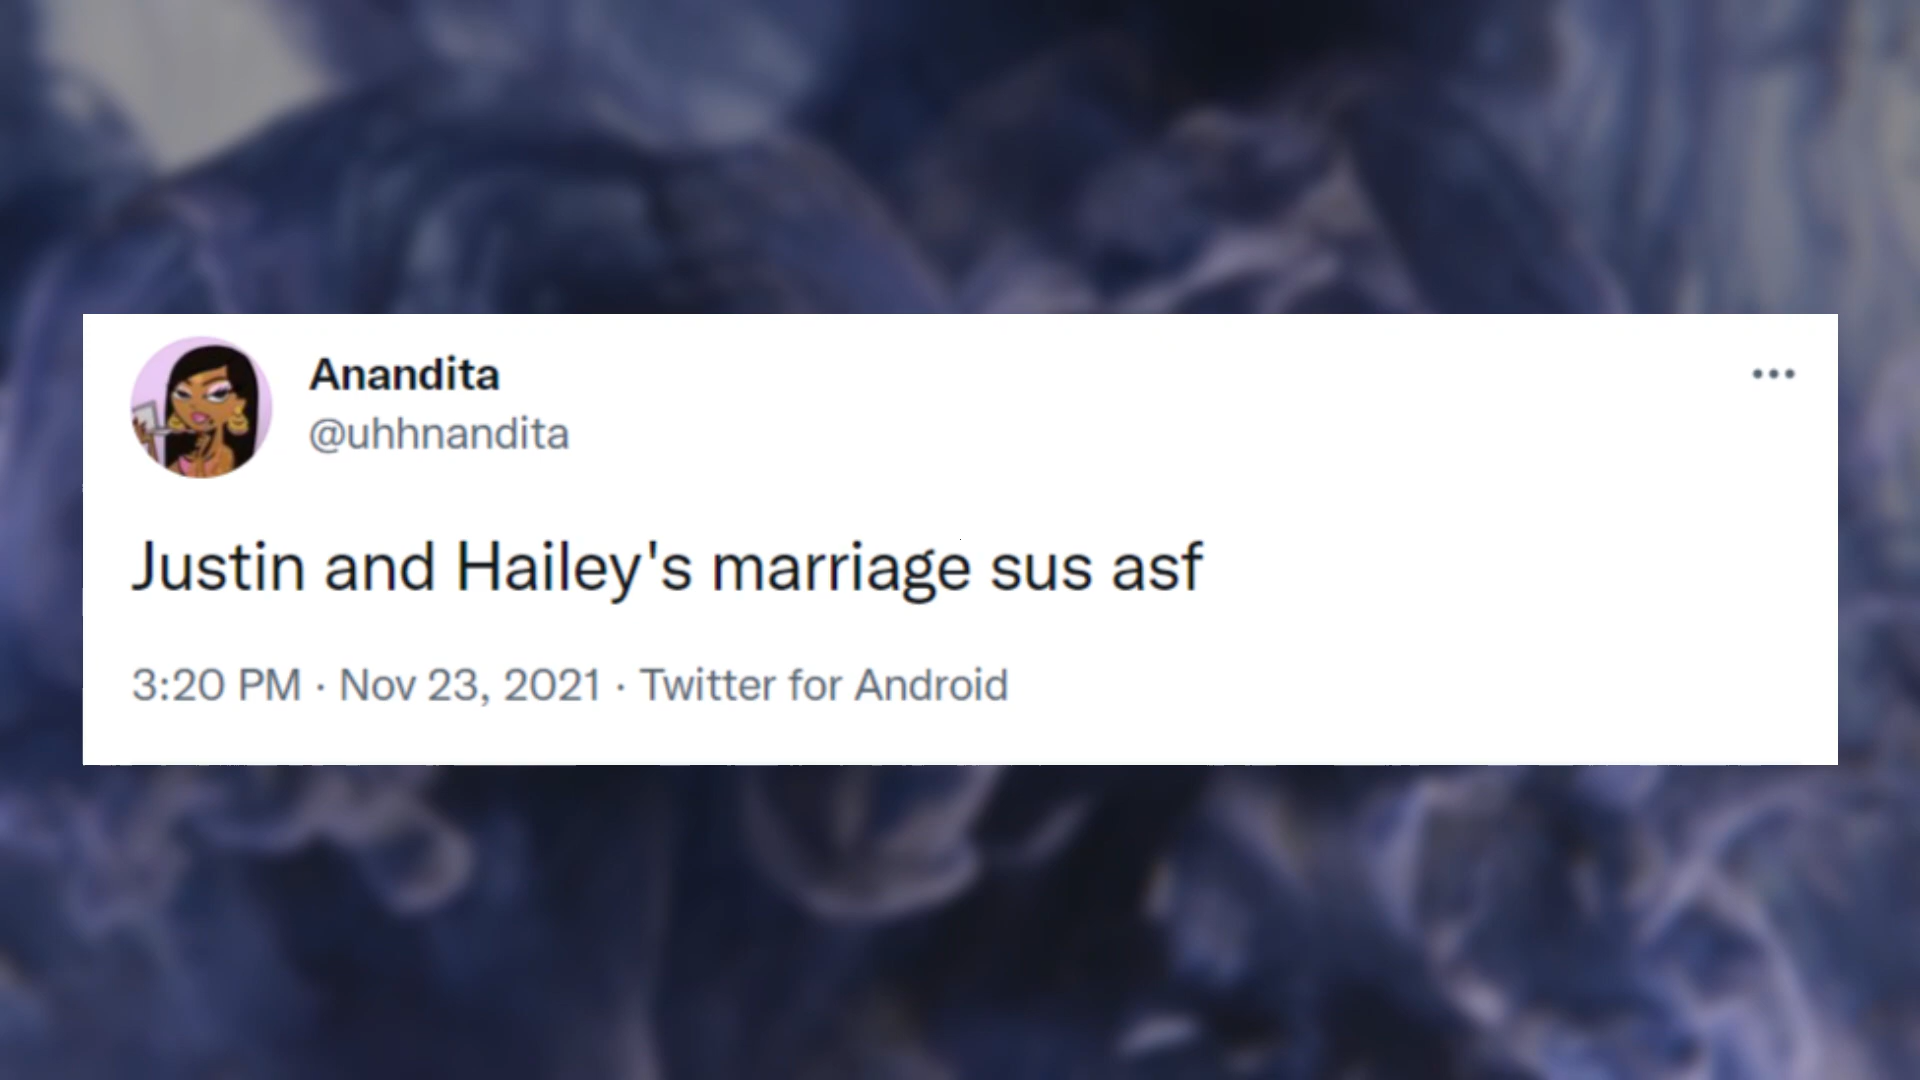 Anandita
@uhhnandita
Justin and Hailey's marriage sus asf
3:20 PM · Nov 23, 2021 · Twitter for Android